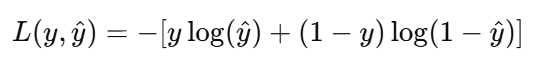 L(y, ŷ) = −[y log(ŷ) + (1 − y) log(1 − ŷ)]